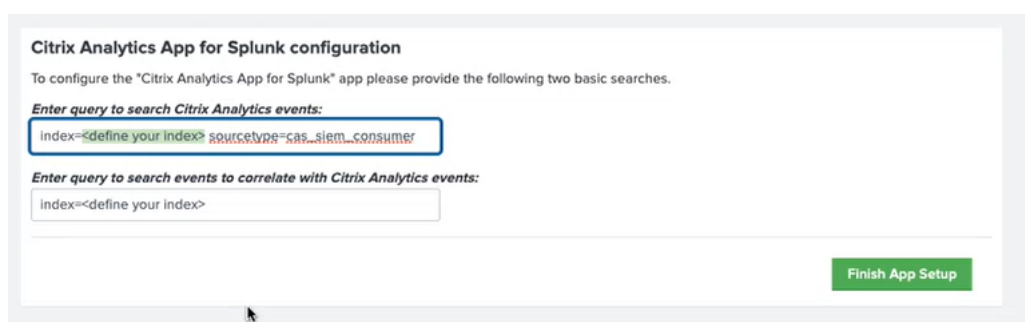 Citrix Analytics App for Splunk configuration
To configure the "Citrix Analytics App for Splunk" app please provide the following two basic searches.
Enter query to search Citrix Analytics events:
index=<define your index> sourcetype=cas_siem_consumer
Enter query to search events to correlate with Citrix Analytics events:
index=<define your index>
Finish App Setup